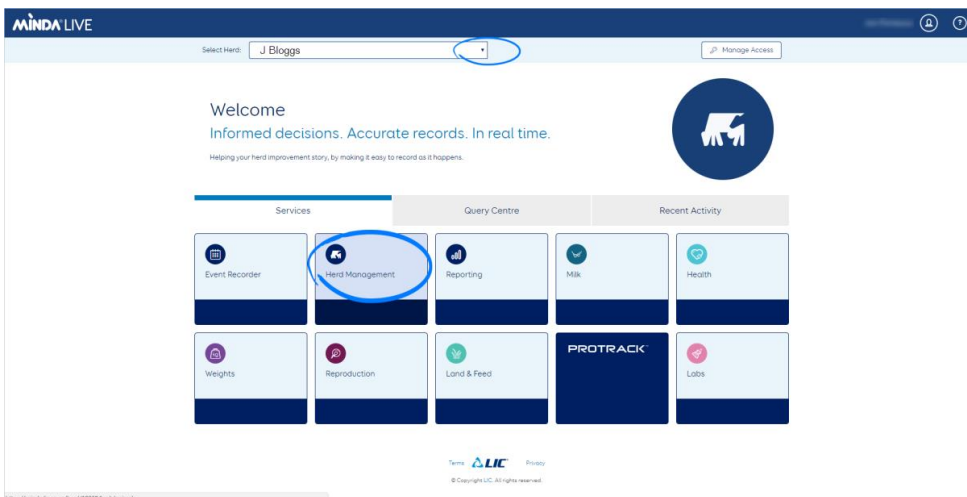 MINDA LIVE
Select Herd: J Bloggs Manage Access
Welcome
Informed decisions. Accurate records. In real time.
Helping your herd improvement story, by making it easy to record as it happens.
Services Query Centre Recent Activity
Event Recorder Herd Management Reporting Milk Health
PROTRACK
Weights Reproduction Land & Feed Labs
Terms LIC Privacy
© Copyright LIC. All rights reserved.